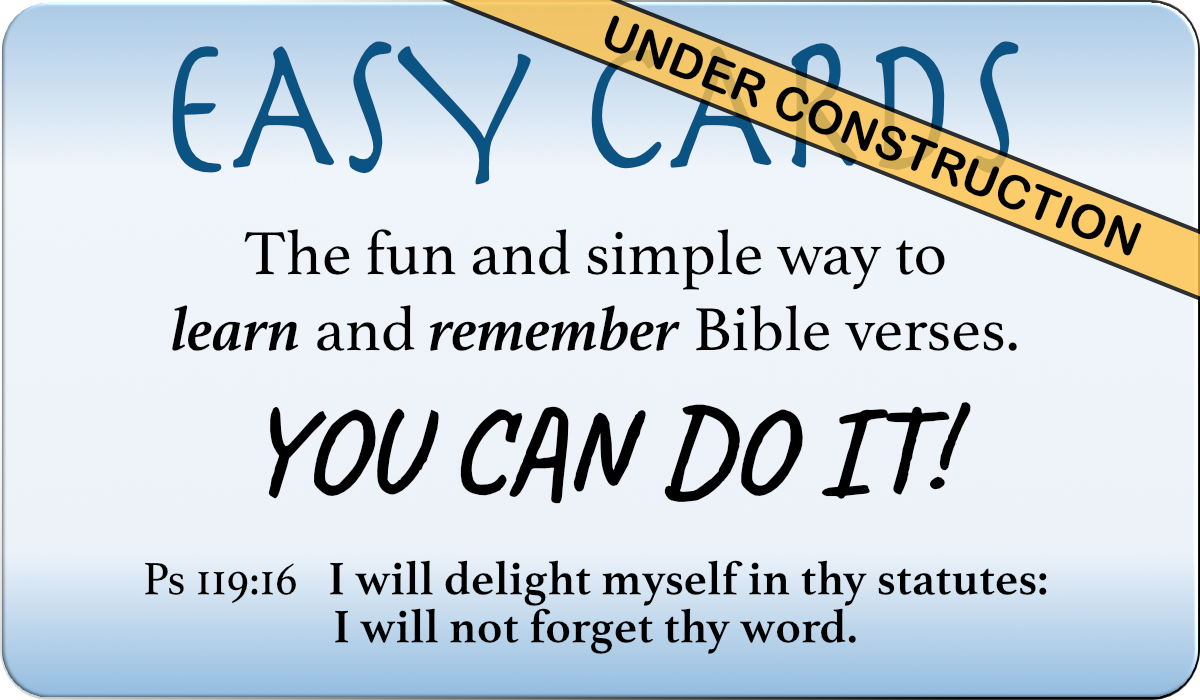 EASY CARDS
UNDER CONSTRUCTION
The fun and simple way to
learn and remember Bible verses.
YOU CAN DO IT!
Ps 119:16 I will delight myself in thy statutes:
I will not forget thy word.